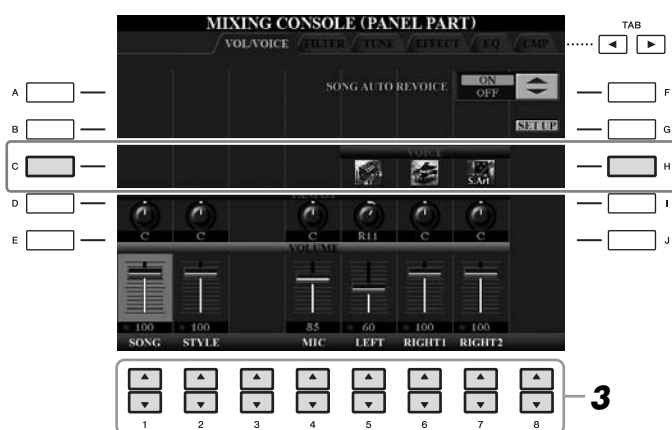 MIXING CONSOLE (PANEL PART)
TAB
VOL/VOICE FILTER TUNE EFFECT EQ CMP
SONG AUTO REVOICE ON
OFF
A F
B SETUP G
VOICE
C H
S.Art
PANPOT
D I
C C C R11 C C
E J
VOLUME
100 100 85 60 100 100
SONG STYLE MIC LEFT RIGHT1 RIGHT2
3
1 2 3 4 5 6 7 8